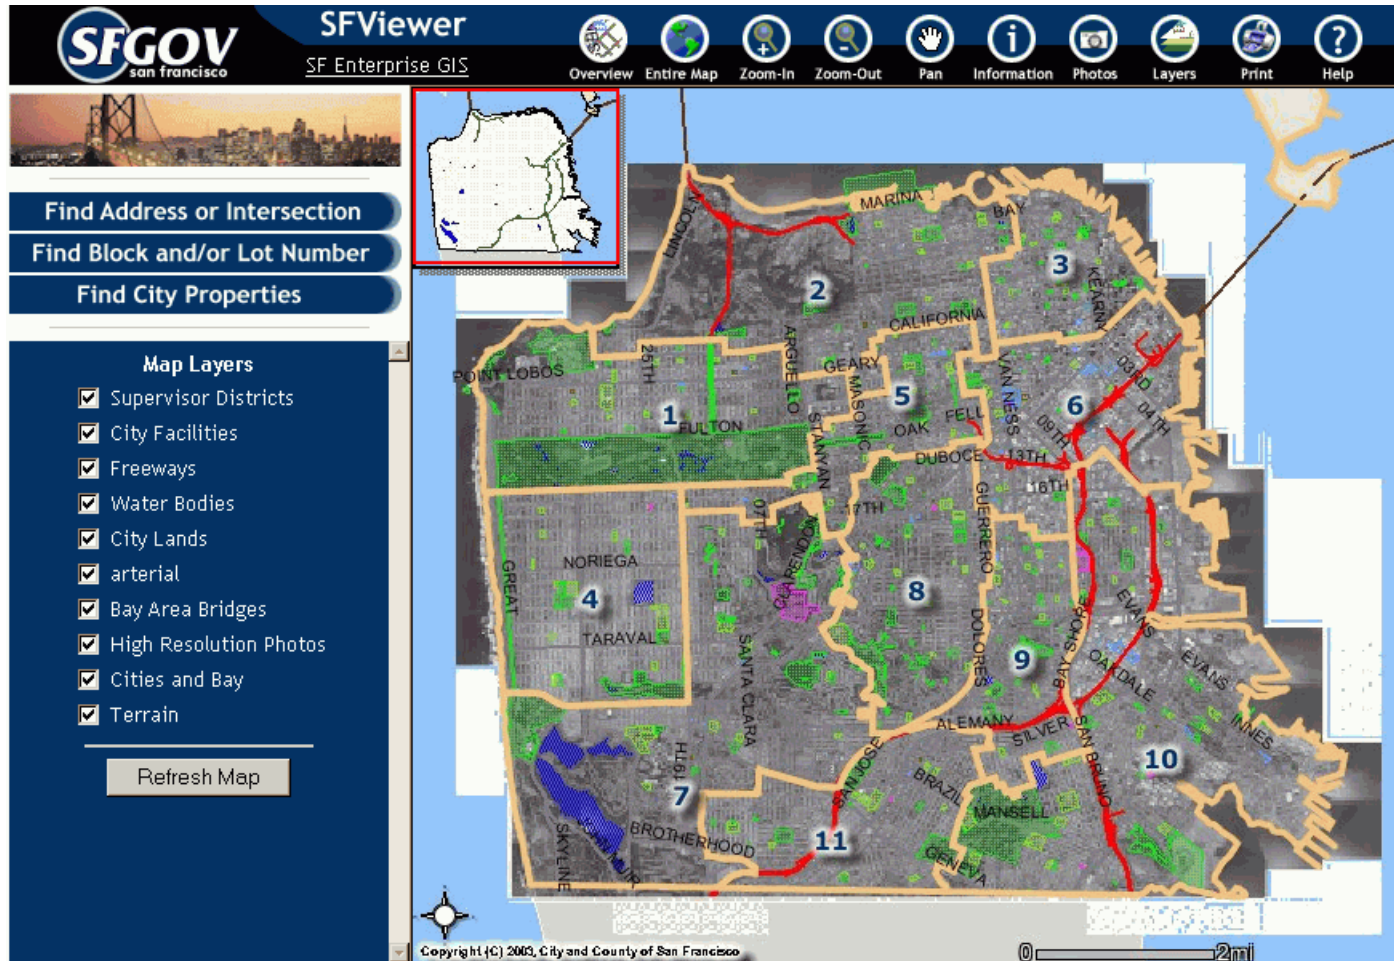 SFGOV
san francisco
SFViewer
SF Enterprise GIS
Overview
Entire Map
Zoom-In
Zoom-Out
Pan
Information
Photos
Layers
Print
Help
Find Address or Intersection
Find Block and/or Lot Number
Find City Properties
Map Layers
Supervisor Districts
City Facilities
Freeways
Water Bodies
City Lands
arterial
Bay Area Bridges
High Resolution Photos
Cities and Bay
Terrain
Refresh Map
MARINA
BAY
LINCOLN
3
KEARNY
2
CALIFORNIA
ARGUELLO
GEARY
25TH
POINT LOBOS
MASONIC
VAN NESS
03RD
5
6
1
FULTON
STANYAN
OAK
FELL
09TH
04TH
DUBOCE
13TH
16TH
07TH
17TH
GUERRERO
CLARENDON
NORIEGA
GREAT
4
8
TARAVAL
SANTA CLARA
DOLORES
9
BAY SHORE
EVANS
OAKDALE
EVANS
INNES
ALEMANY
SILVER
SAN BRUNO
10
19TH
7
SAN JOSE
BRAZIL
MANSELL
BROTHERHOOD
11
GENEVA
SKYLINE
JOHN MUIR
Copyright (C) 2003, City and County of San Francisco
0
2mi